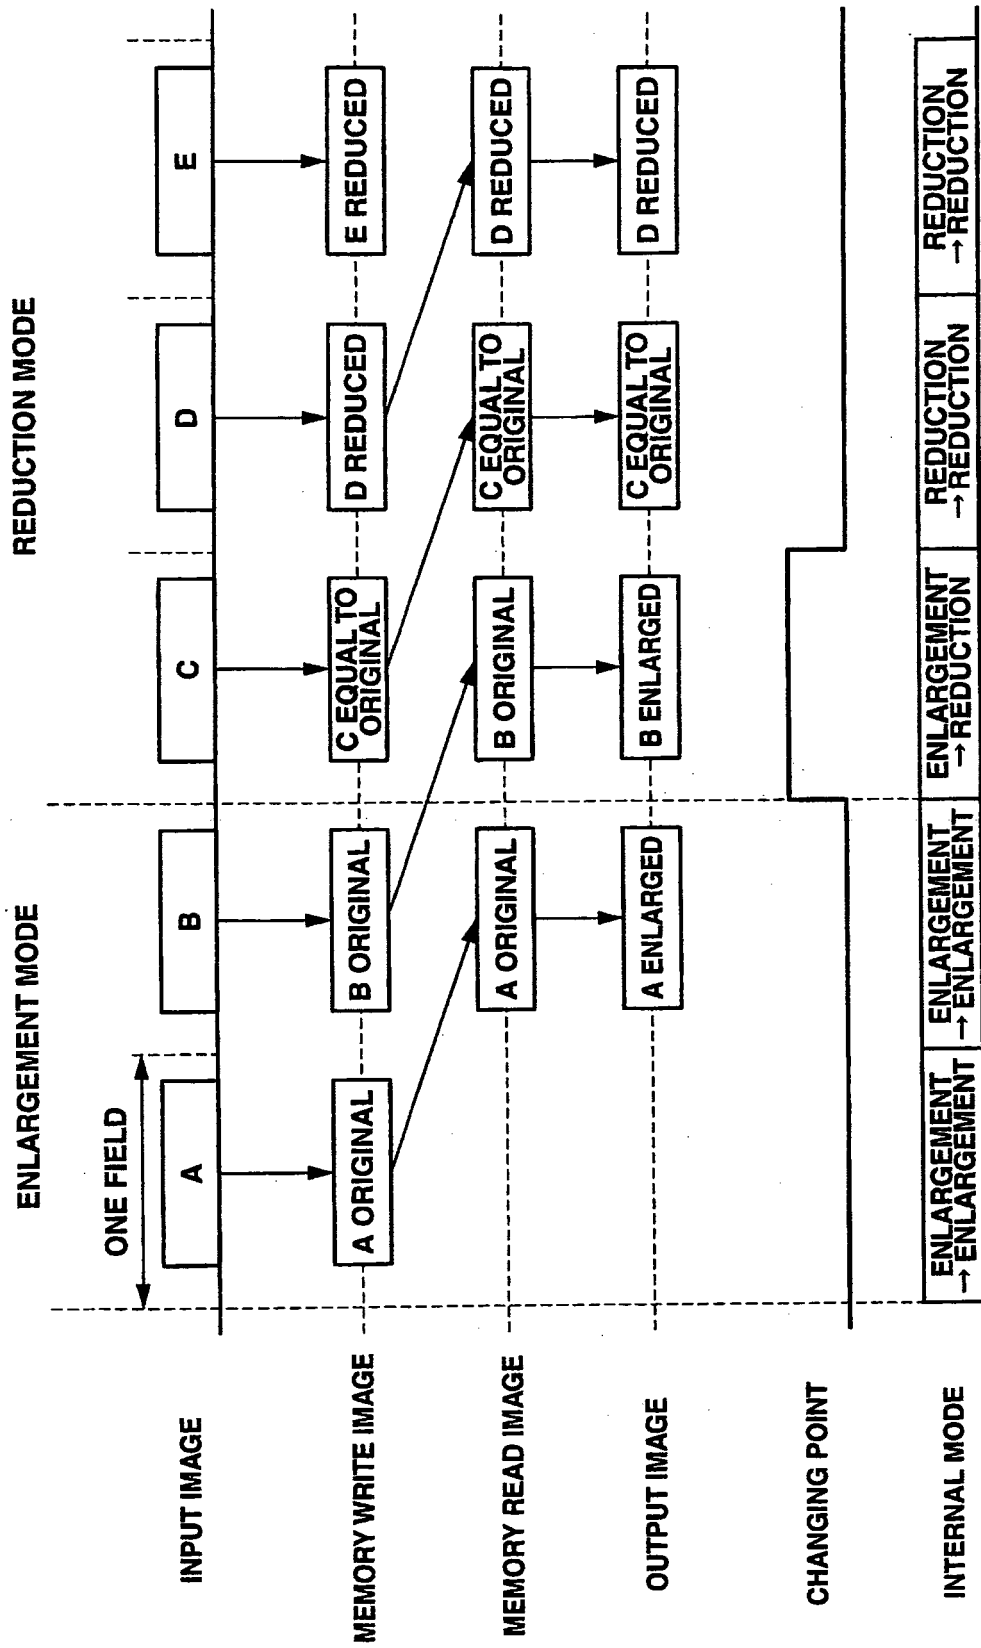 ENLARGEMENT MODE
REDUCTION MODE
ONE FIELD
INPUT IMAGE
A
B
C
D
E
MEMORY WRITE IMAGE
A ORIGINAL
B ORIGINAL
C EQUAL TO
ORIGINAL
D REDUCED
E REDUCED
MEMORY READ IMAGE
A ORIGINAL
B ORIGINAL
C EQUAL TO
ORIGINAL
D REDUCED
OUTPUT IMAGE
A ENLARGED
B ENLARGED
C EQUAL TO
ORIGINAL
D REDUCED
CHANGING POINT
INTERNAL MODE
ENLARGEMENT
→ ENLARGEMENT
ENLARGEMENT
→ ENLARGEMENT
ENLARGEMENT
→ REDUCTION
REDUCTION
→ REDUCTION
REDUCTION
→ REDUCTION